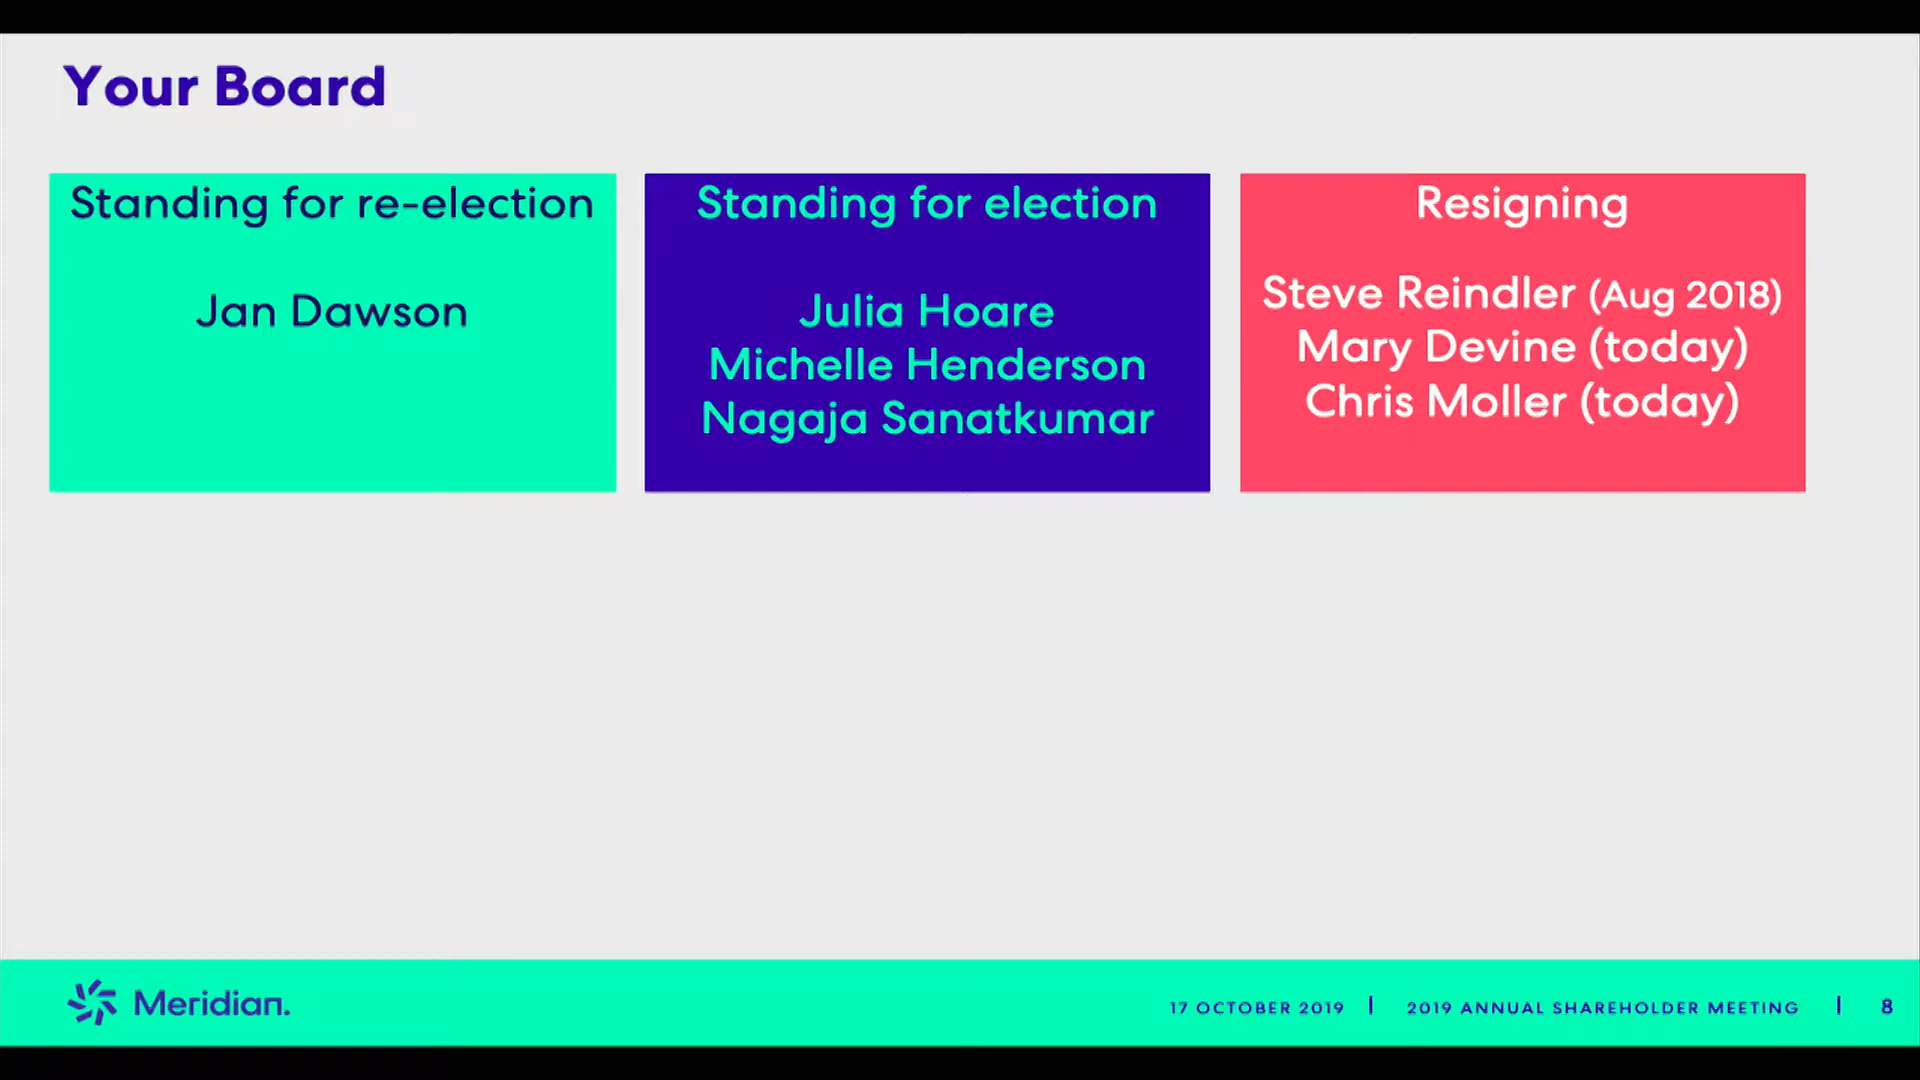 Your Board
Standing for re-election
Jan Dawson
Standing for election
Julia Hoare
Michelle Henderson
Nagaja Sanatkumar
Resigning
Steve Reindler (Aug 2018)
Mary Devine (today)
Chris Moller (today)
Meridian.
17 OCTOBER 2019 | 2019 ANNUAL SHAREHOLDER MEETING | 8